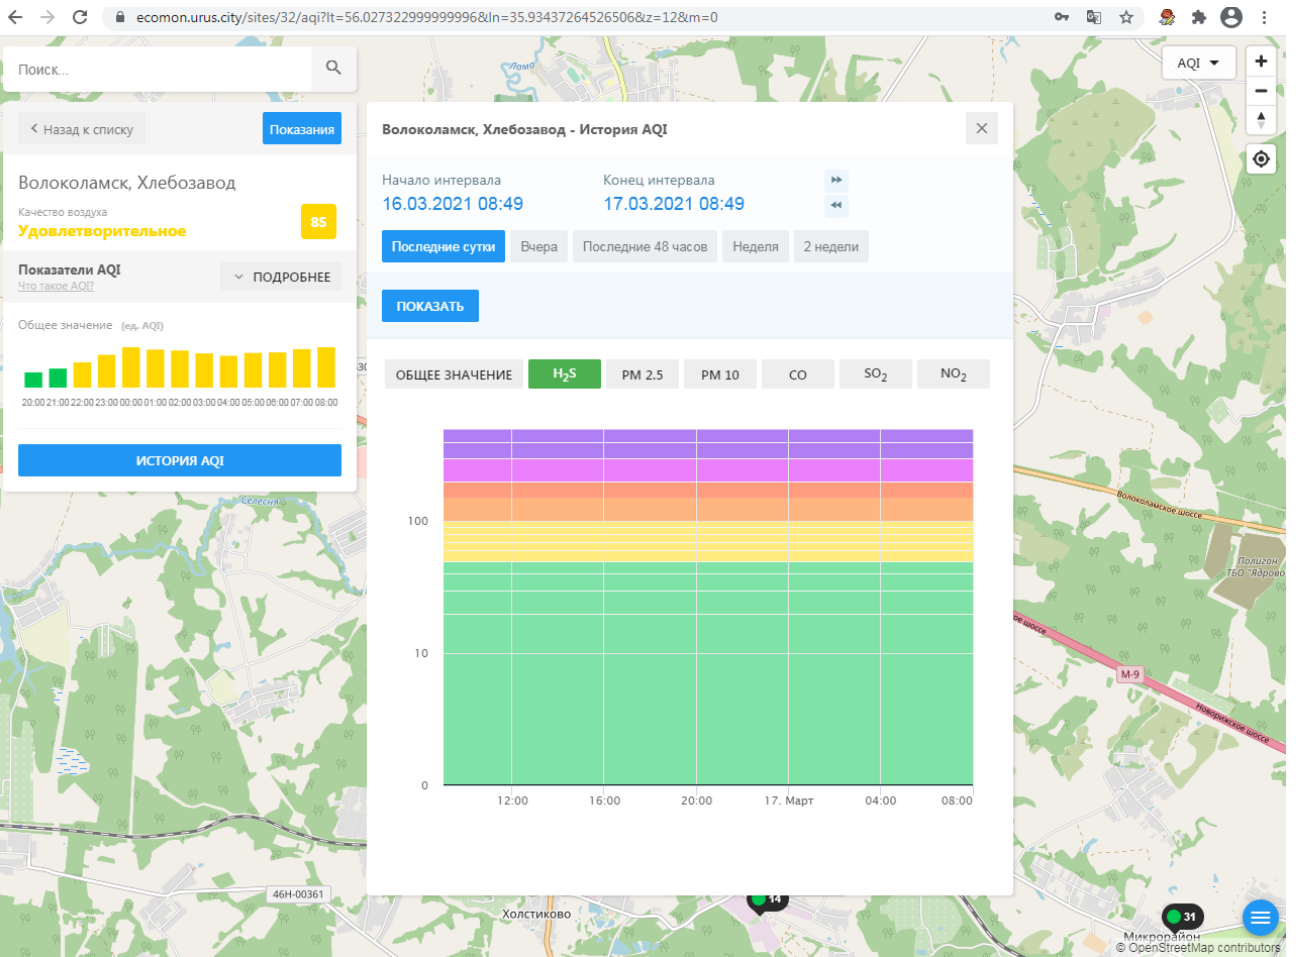 ecomon.urus.city/sites/32/aqi?lt=56.027322999999996&ln=35.93437264526506&z=12&m=0
Поиск...
AQI
Лама
Назад к списку
Показания
Волоколамск, Хлебозавод
Качество воздуха
Удовлетворительное
85
Показатели AQI
Что такое AQI?
ПОДРОБНЕЕ
Общее значение (ед. AQI)
20:00 21:00 22:00 23:00 00:00 01:00 02:00 03:00 04:00 05:00 06:00 07:00 08:00
ИСТОРИЯ AQI
Волоколамск, Хлебозавод - История AQI
Начало интервала
Конец интервала
16.03.2021 08:49
17.03.2021 08:49
Последние сутки
Вчера
Последние 48 часов
Неделя
2 недели
ПОКАЗАТЬ
ОБЩЕЕ ЗНАЧЕНИЕ
H2S
PM 2.5
PM 10
CO
SO2
NO2
100
10
0
12:00
16:00
20:00
17. Март
04:00
08:00
Селесня
Волоколамское шоссе
Полигон
ТБО "Ядрово
шоссе
М-9
Новорижское шоссе
46Н-00361
Холстиково
14
31
Микрорайон
© OpenStreetMap contributors